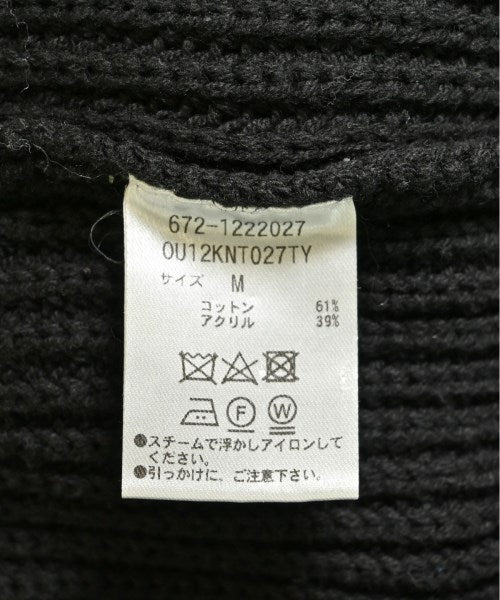 672-1222027
OU12KNT027TY
サイズ M
コットン 61%
アクリル 39%
F W
●スチームで浮かしアイロンして
ください。
●引っかけに、ご注意下さい。